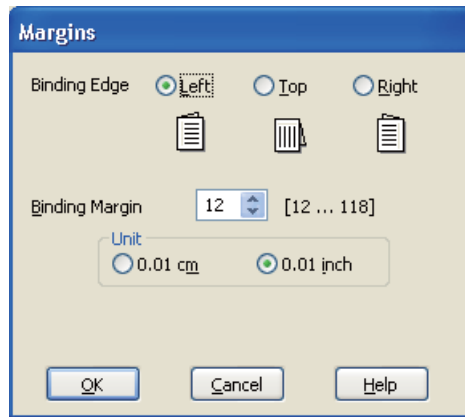 Margins
Binding Edge Left Top Right
Binding Margin 12 [12 ... 118]
Unit
0.01 cm 0.01 inch
OK Cancel Help